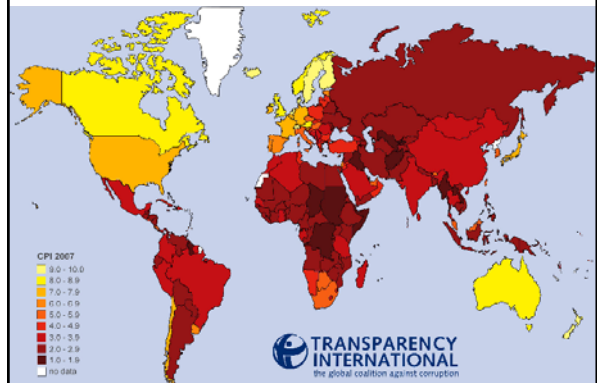 CPI 2007
9.0 - 10.0
8.0 - 8.9
7.0 - 7.9
6.0 - 6.9
5.0 - 5.9
4.0 - 4.9
3.0 - 3.9
2.0 - 2.9
1.0 - 1.9
no data
TRANSPARENCY
INTERNATIONAL
the global coalition against corruption